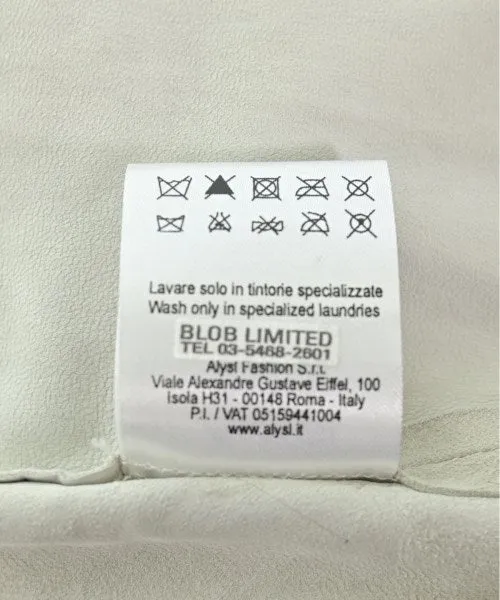 Lavare solo in tintorie specializzate
Wash only in specialized laundries
BLOB LIMITED
TEL 03-5468-2601
Alysi Fashion S.r.l.
Viale Alexandre Gustave Eiffel, 100
Isola H31 - 00148 Roma - Italy
P.I. / VAT 05159441004
www.alysi.it